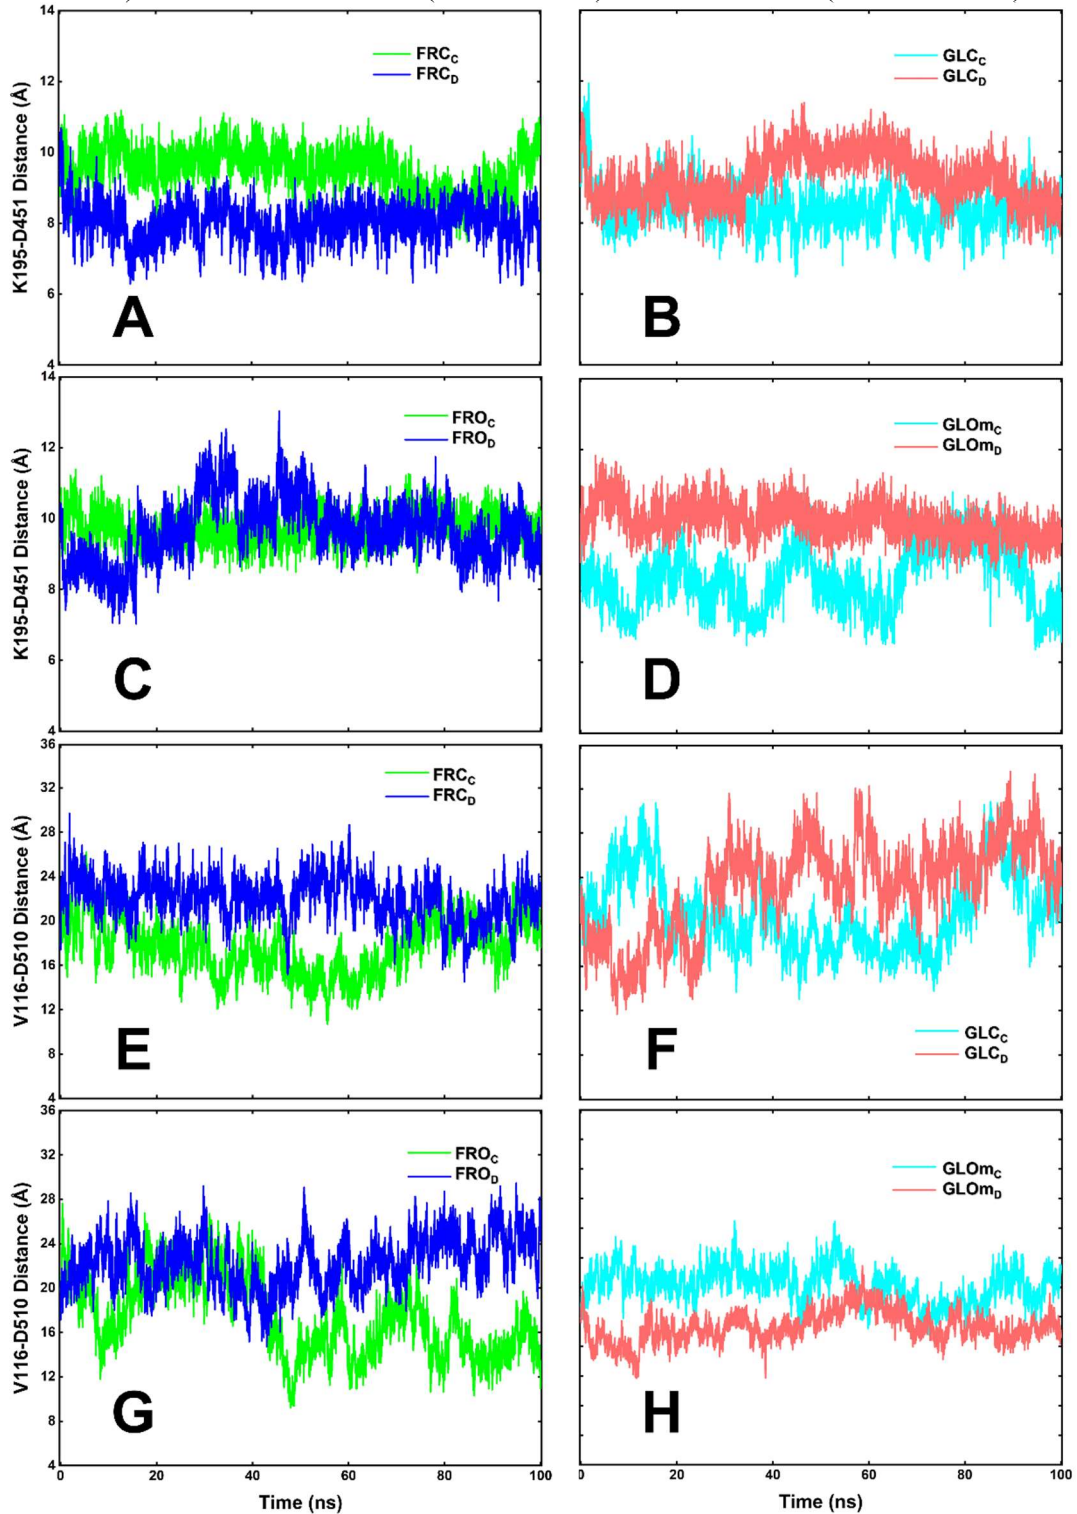 14
12
10
8
6
4
K195-D451 Distance (Å)
FRC_C
FRC_D
A
GLC_C
GLC_D
B
14
12
10
8
6
4
K195-D451 Distance (Å)
FRO_C
FRO_D
C
GLOm_C
GLOm_D
D
36
32
28
24
20
16
12
8
4
V116-D510 Distance (Å)
FRC_C
FRC_D
E
F
GLC_C
GLC_D
36
32
28
24
20
16
12
8
4
V116-D510 Distance (Å)
FRO_C
FRO_D
G
GLOm_C
GLOm_D
H
0 20 40 60 80 100
0 20 40 60 80 100
Time (ns)
Time (ns)